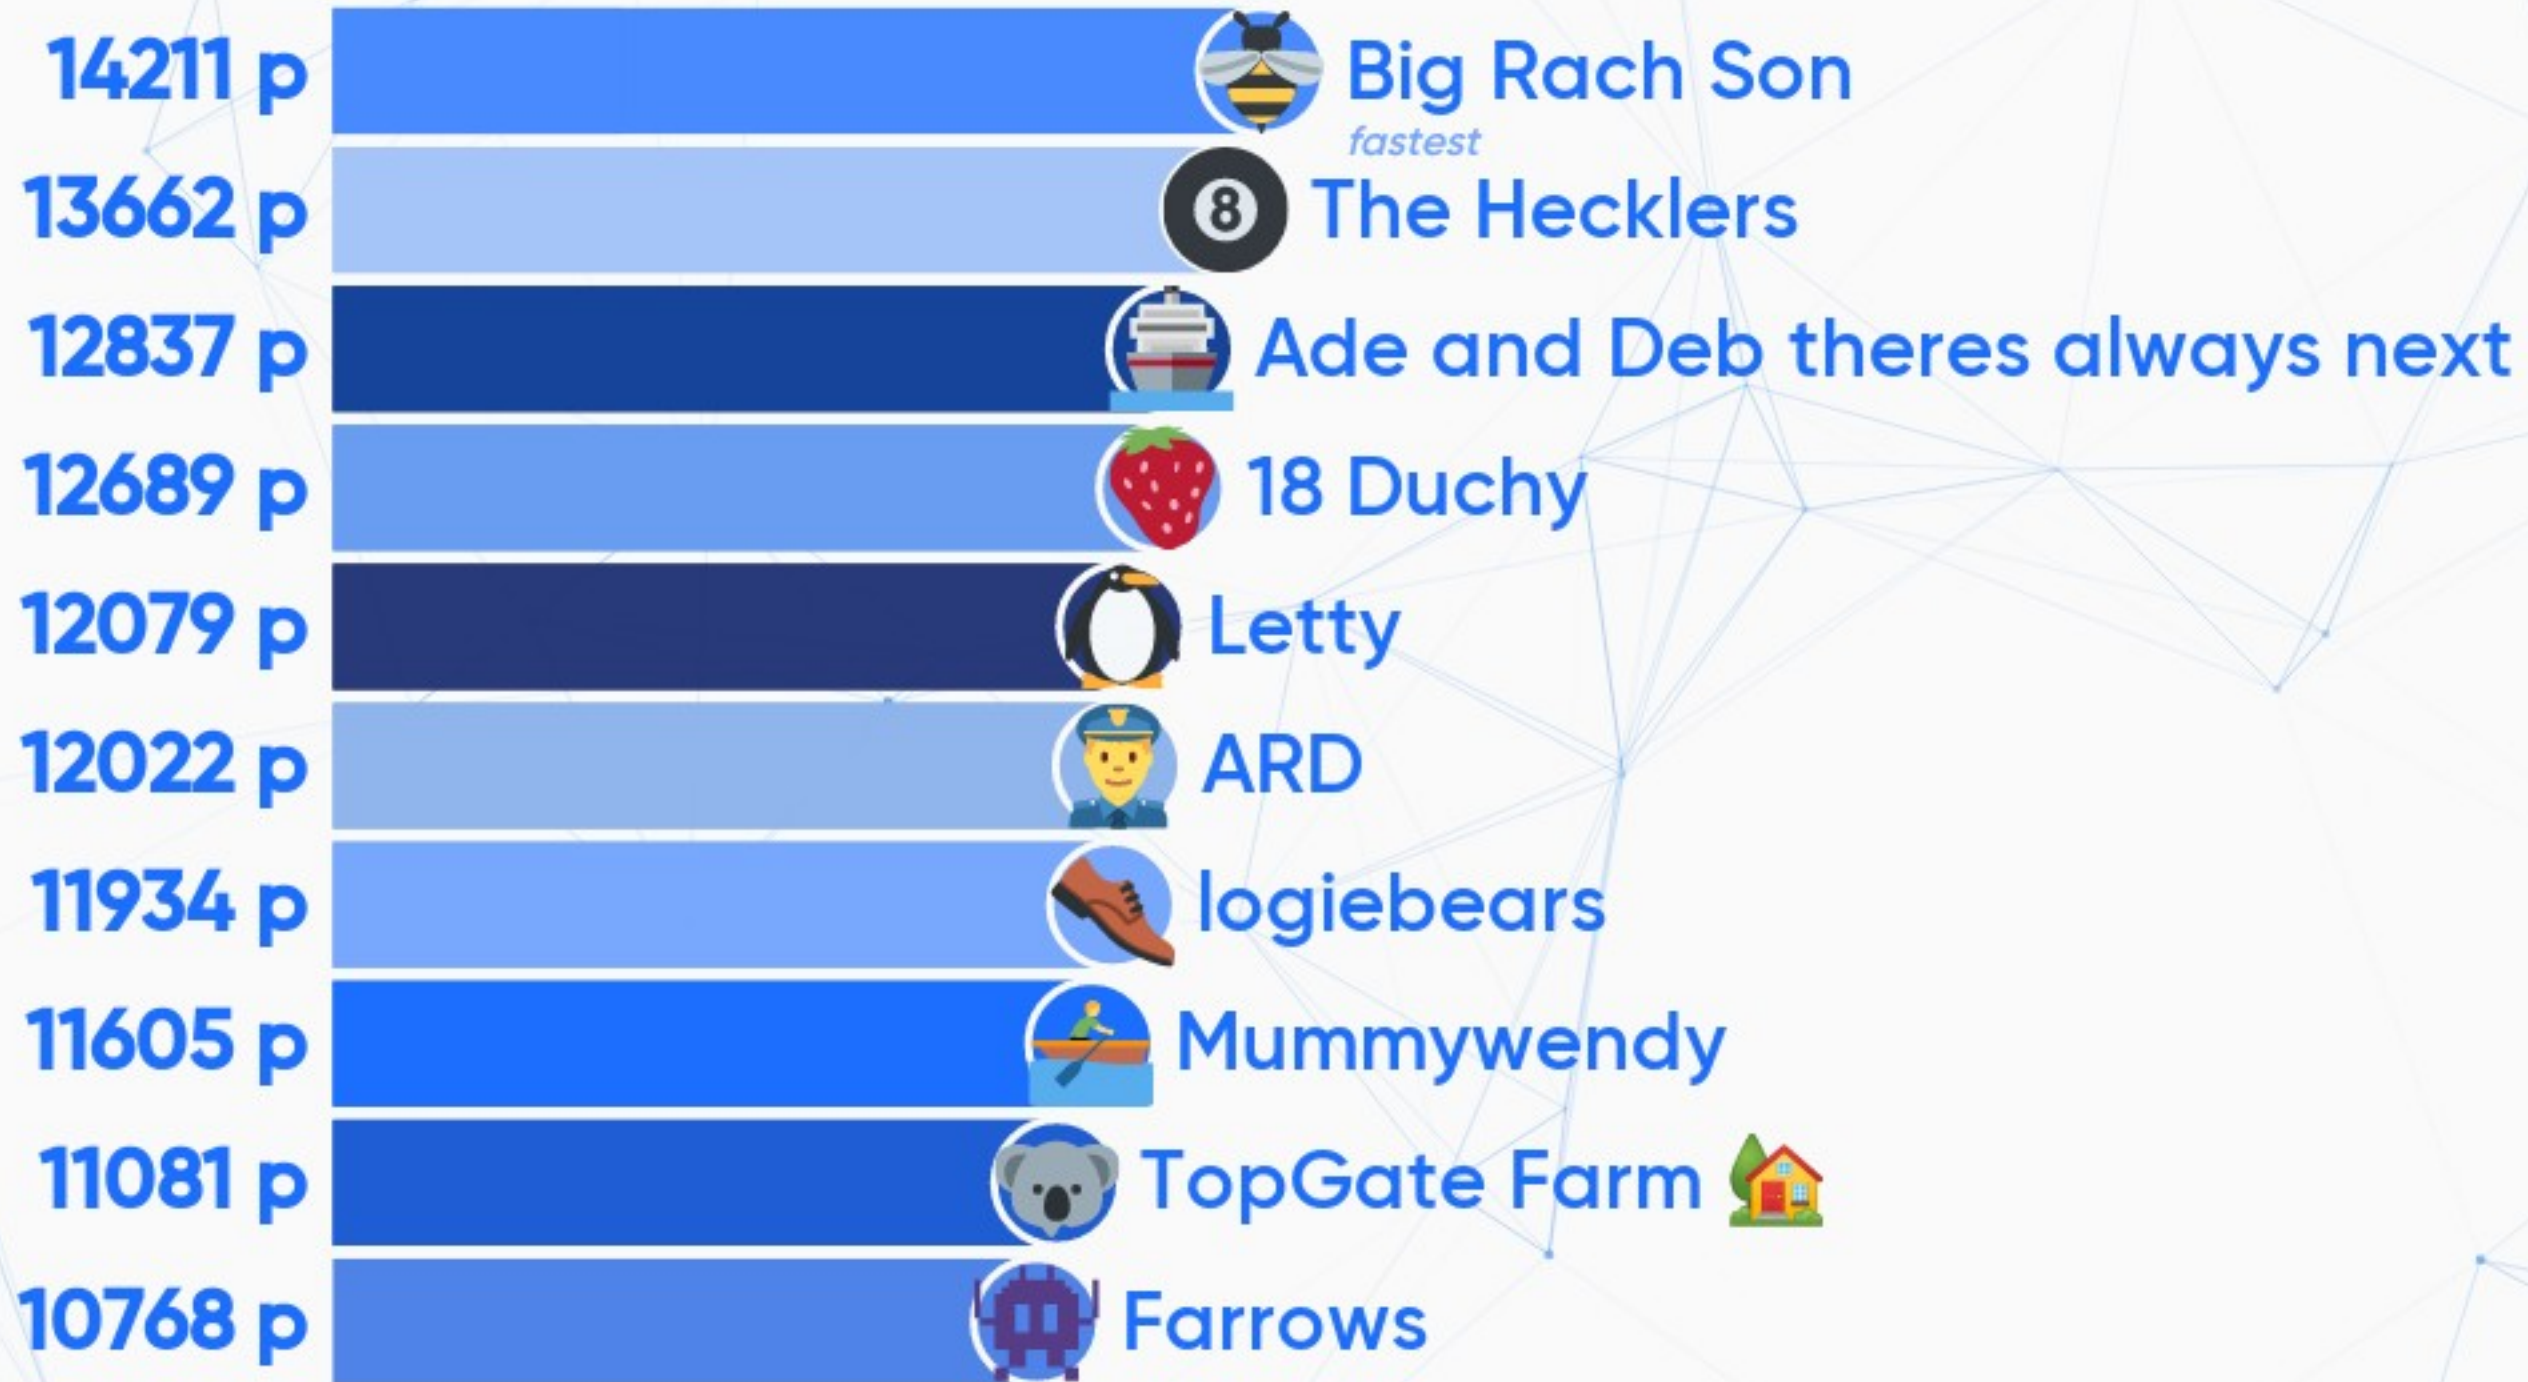 14211 p Big Rach Son
fastest
13662 p 8 The Hecklers
12837 p Ade and Deb theres always next
12689 p 18 Duchy
12079 p Letty
12022 p ARD
11934 p logiebears
11605 p Mummywendy
11081 p TopGate Farm
10768 p Farrows